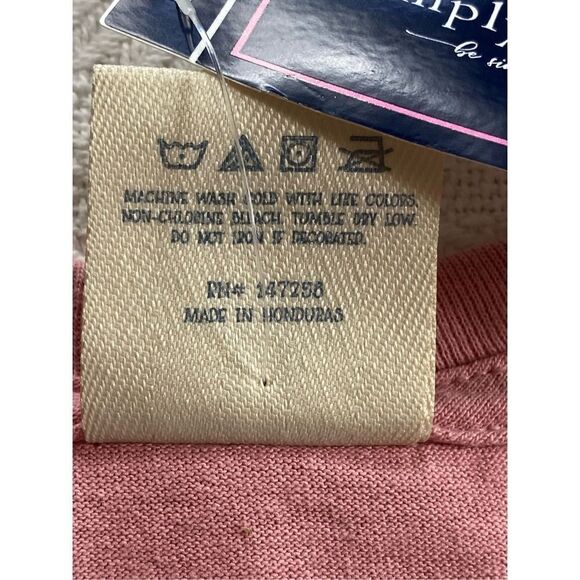 be si
MACHINE WASH COLD WITH LIKE COLORS.
NON-CHLORINE BLEACH. TUMBLE DRY LOW.
DO NOT IRON IF DECORATED.
RN# 147258
MADE IN HONDURAS